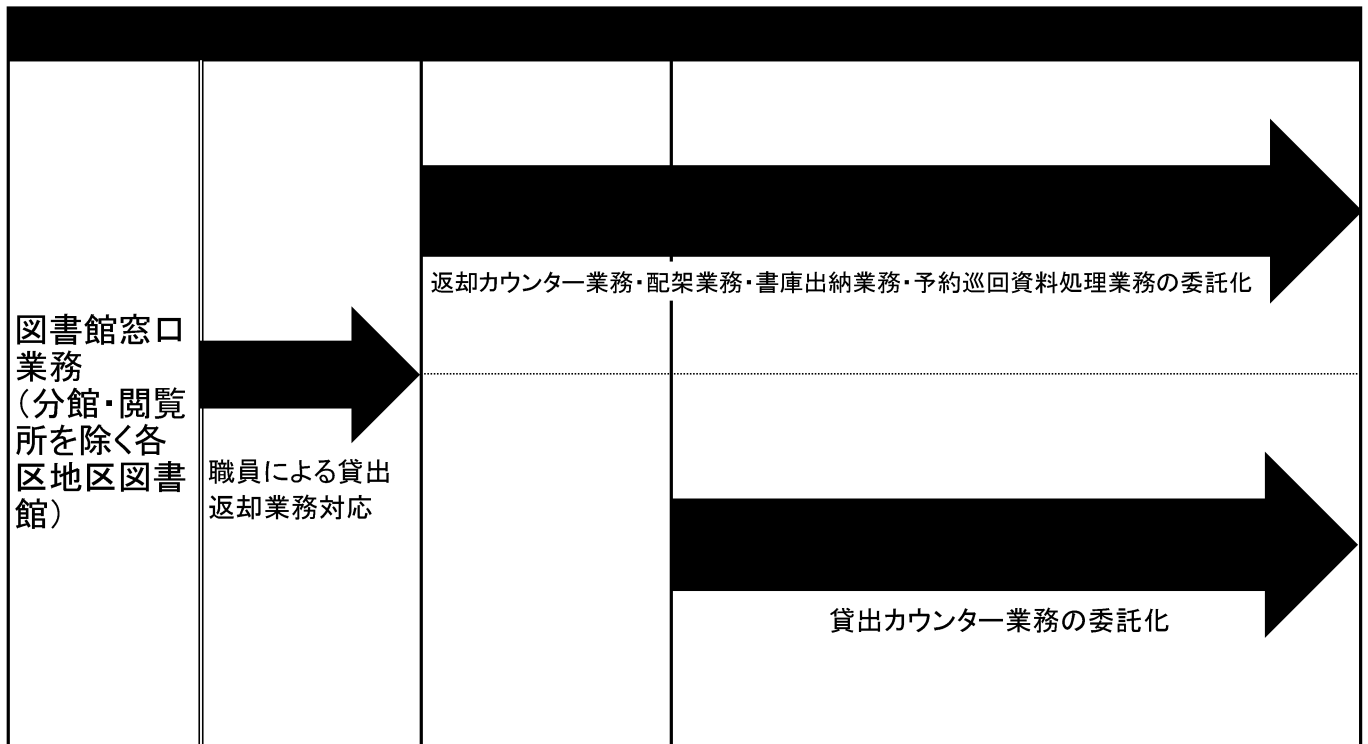 図書館窓口
業務
（分館・閲覧
所を除く各
区地区図書
館）
職員による貸出
返却業務対応
返却カウンター業務・配架業務・書庫出納業務・予約巡回資料処理業務の委託化
貸出カウンター業務の委託化